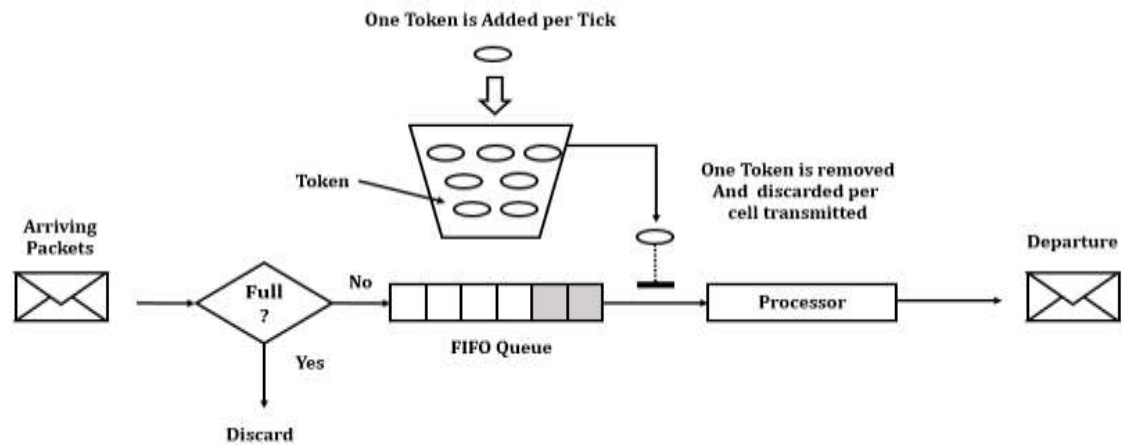 One Token is Added per Tick
Token
One Token is removed
And discarded per
cell transmitted
Arriving
Packets
Departure
Full
?
No
Processor
FIFO Queue
Yes
Discard